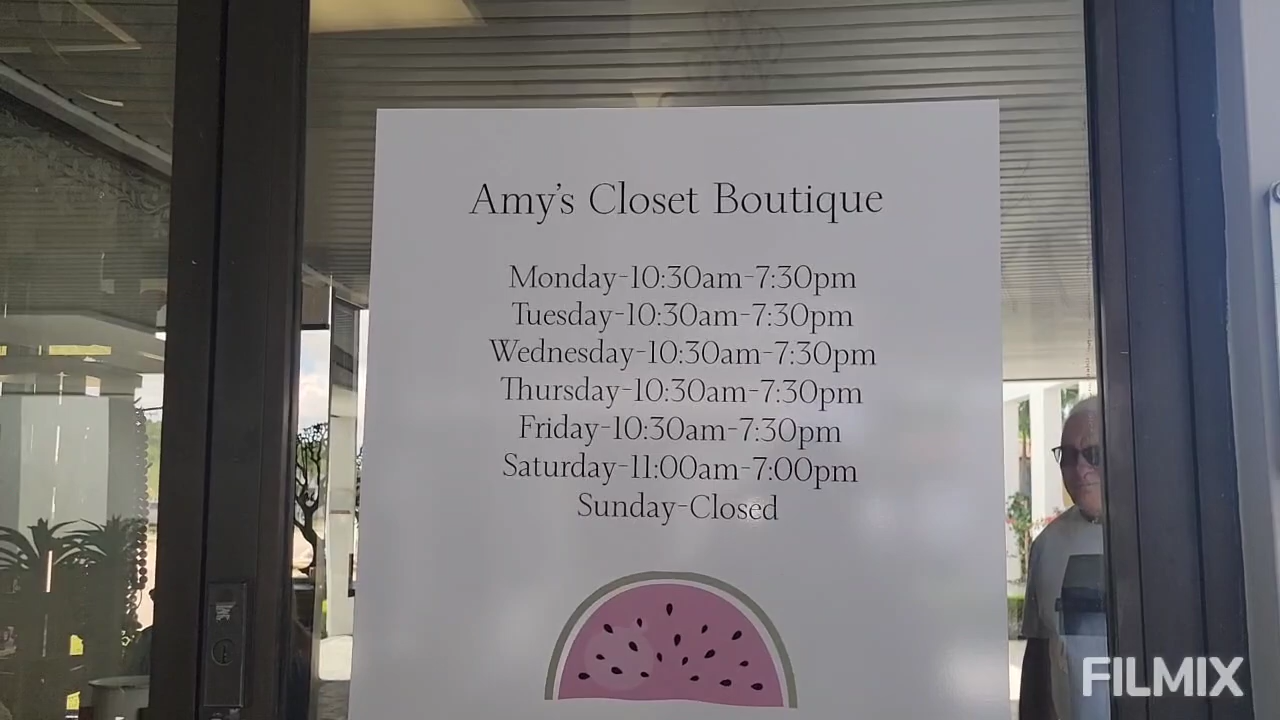 Amy's Closet Boutique
Monday-10:30am-7:30pm
Tuesday-10:30am-7:30pm
Wednesday-10:30am-7:30pm
Thursday-10:30am-7:30pm
Friday-10:30am-7:30pm
Saturday-11:00am-7:00pm
Sunday-Closed
FILMIX